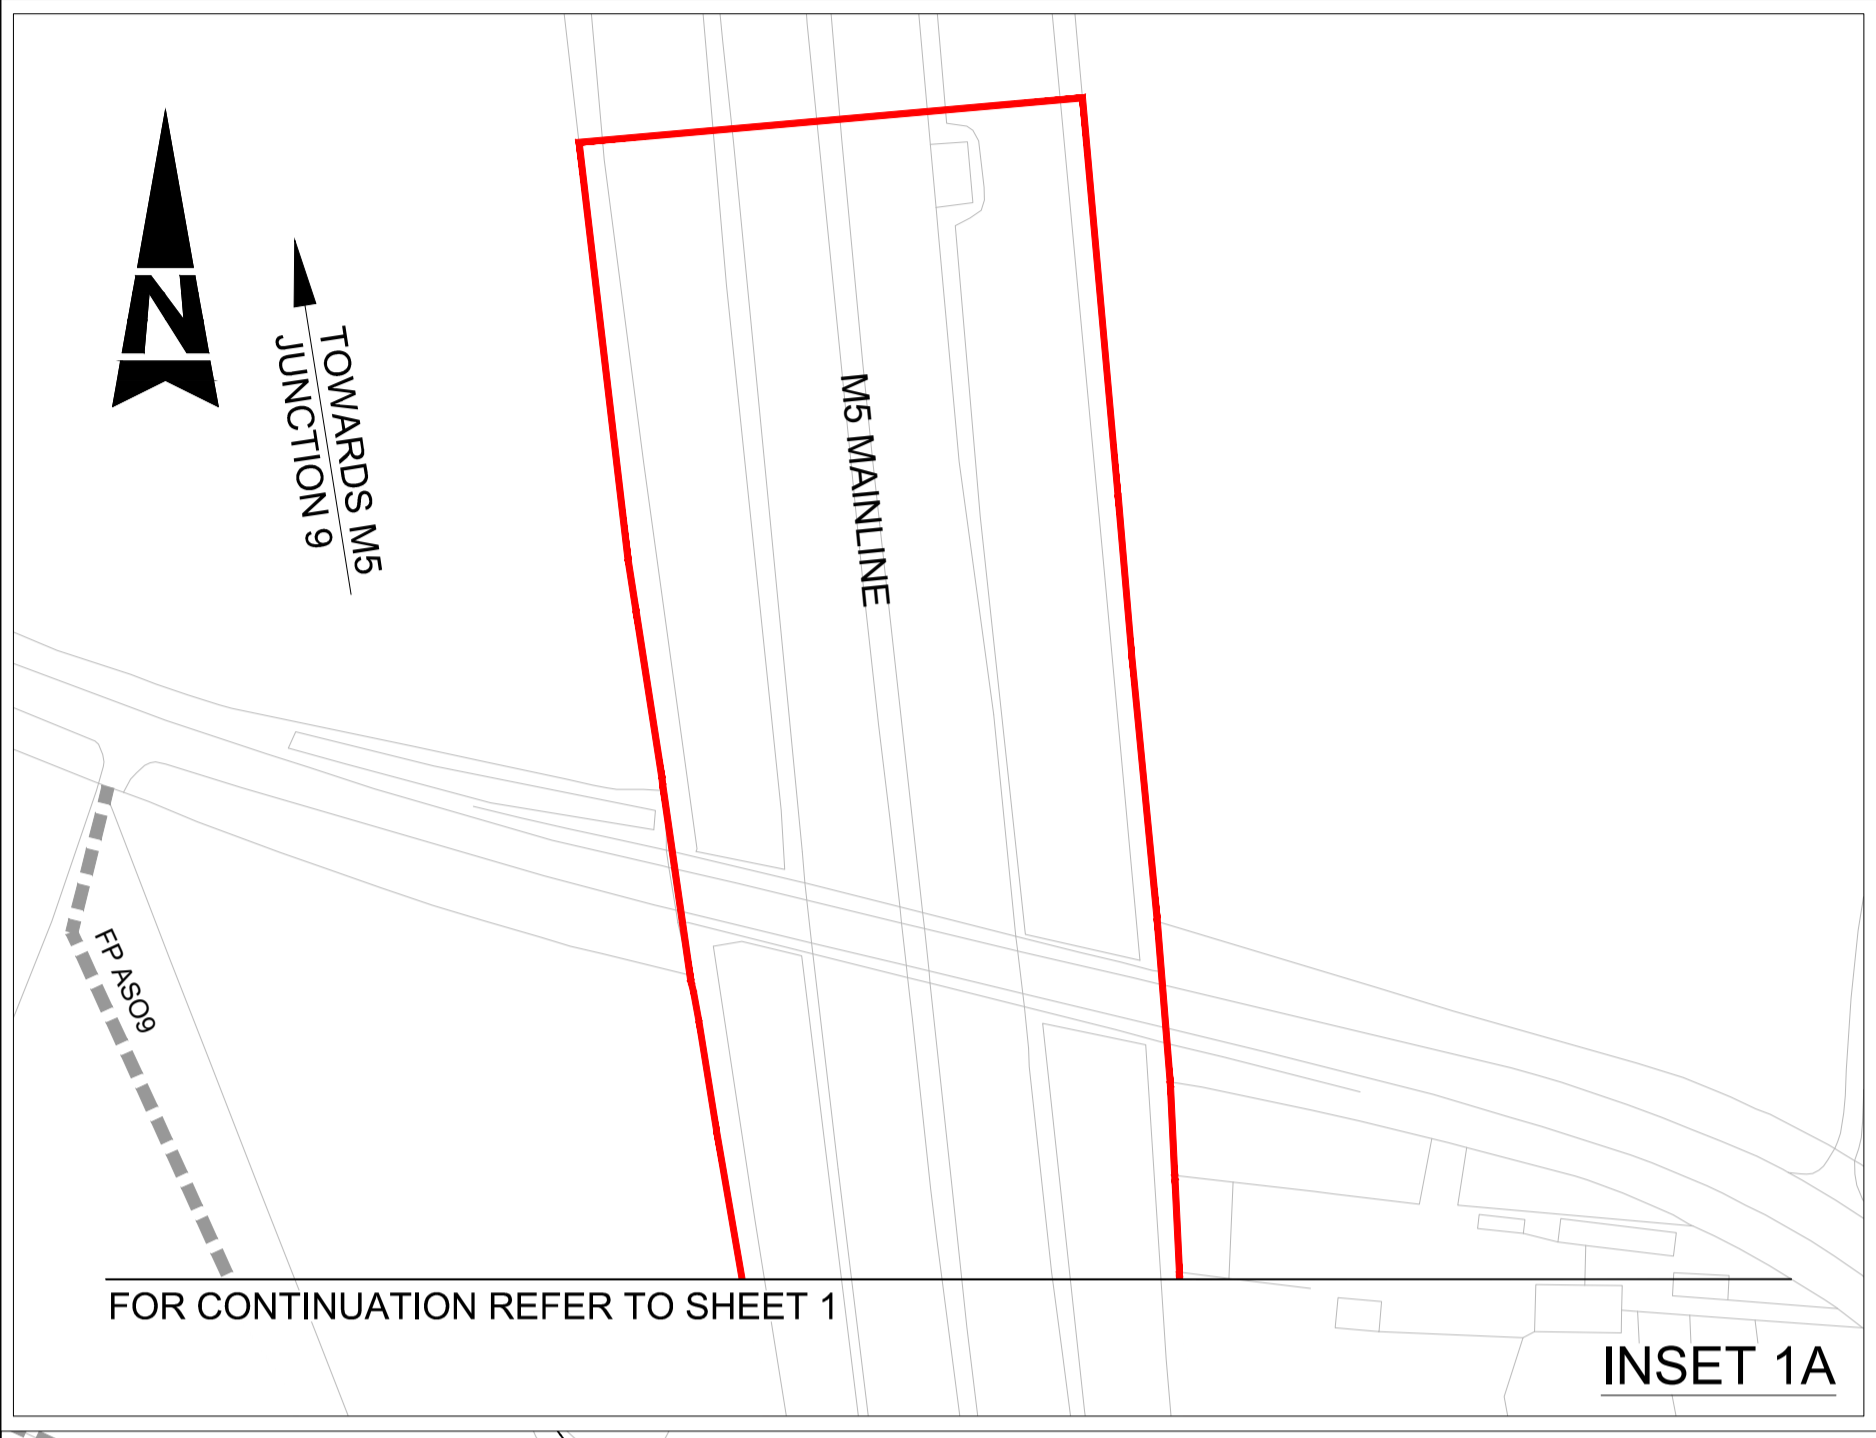 N
TOWARDS M5
JUNCTION 9
M5 MAINLINE
FP ASO9
FOR CONTINUATION REFER TO SHEET 1
INSET 1A